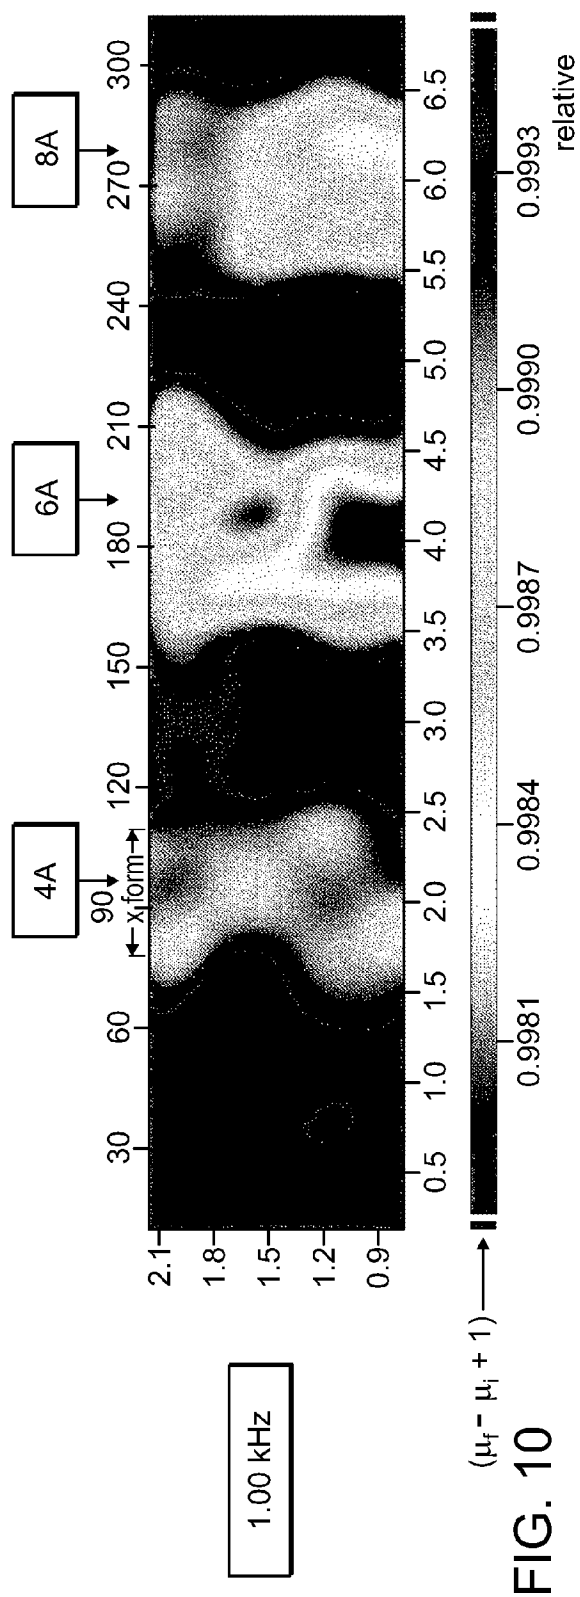 4A
6A
8A
30 60 90 120 150 180 210 240 270 300
x form
2.1
1.8
1.5
1.2
0.9
0.5 1.0 1.5 2.0 2.5 3.0 3.5 4.0 4.5 5.0 5.5 6.0 6.5
1.00 kHz
(μf - μi + 1)
0.9981 0.9984 0.9987 0.9990 0.9993
relative
FIG. 10